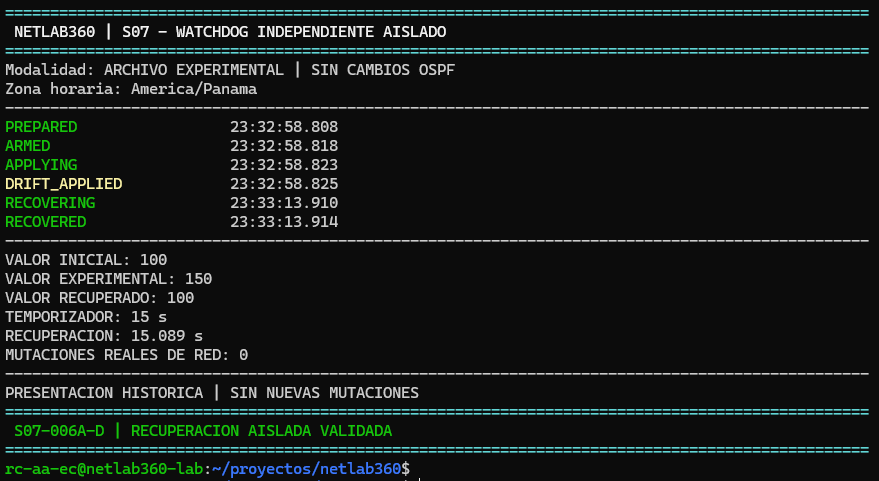 ================================================================================================
NETLAB360 | S07 - WATCHDOG INDEPENDIENTE AISLADO
================================================================================================
Modalidad: ARCHIVO EXPERIMENTAL | SIN CAMBIOS OSPF
Zona horaria: America/Panama
------------------------------------------------------------------------------------------------
PREPARED                 23:32:58.808
ARMED                    23:32:58.818
APPLYING                 23:32:58.823
DRIFT_APPLIED            23:32:58.825
RECOVERING               23:33:13.910
RECOVERED                23:33:13.914
------------------------------------------------------------------------------------------------
VALOR INICIAL: 100
VALOR EXPERIMENTAL: 150
VALOR RECUPERADO: 100
TEMPORIZADOR: 15 s
RECUPERACION: 15.089 s
MUTACIONES REALES DE RED: 0
------------------------------------------------------------------------------------------------
PRESENTACION HISTORICA | SIN NUEVAS MUTACIONES
================================================================================================
S07-006A-D | RECUPERACION AISLADA VALIDADA
================================================================================================
rc-aa-ec@netlab360-lab:~/proyectos/netlab360$